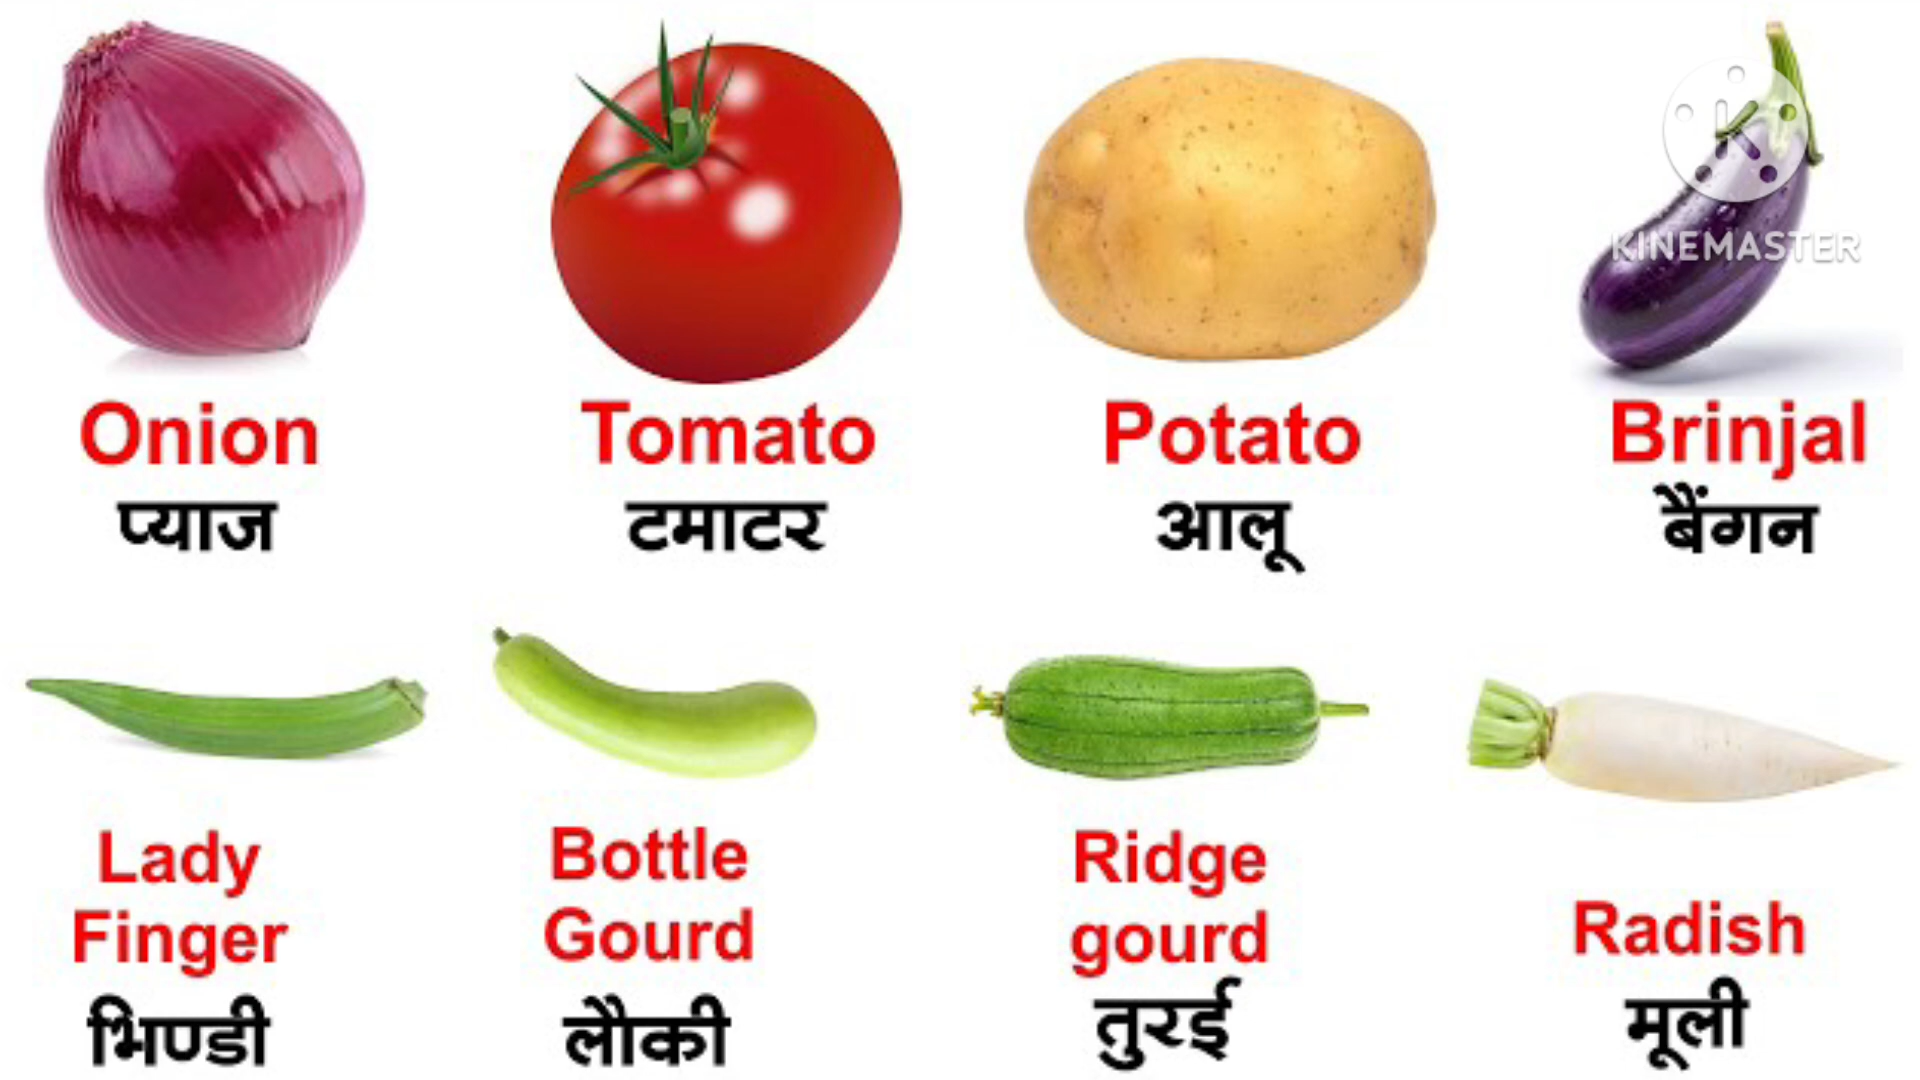 KINEMASTER
Onion
Tomato
Potato
Brinjal
प्याज
टमाटर
आलू
बैंगन
Lady
Finger
भिण्डी
Bottle
Gourd
लौकी
Ridge
gourd
तुरई
Radish
मूली